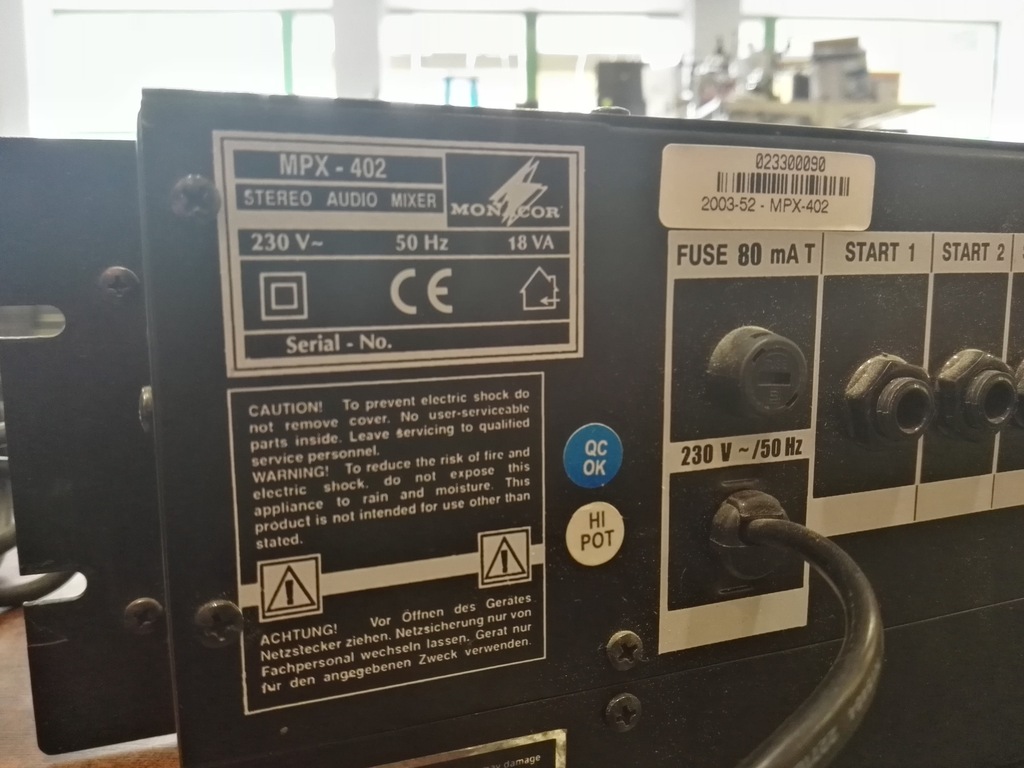 MPX - 402
STEREO AUDIO MIXER
MONACOR
230 V~ 50 Hz 18 VA
CE
Serial - No.
CAUTION! To prevent electric shock do
not remove cover. No user-serviceable
parts inside. Leave servicing to qualified
service personnel.
WARNING! To reduce the risk of fire and
electric shock. do not expose this
appliance to rain and moisture. This
product is not intended for use other than
stated.
ACHTUNG! Vor Öffnen des Gerätes
Netzstecker ziehen. Netzsicherung nur von
Fachpersonal wechseln lassen. Gerat nur
für den angegebenen Zweck verwenden.
QC
OK
HI
POT
023300090
2003-52 - MPX-402
FUSE 80 mA T
START 1
START 2
230 V ~ /50 Hz
damage